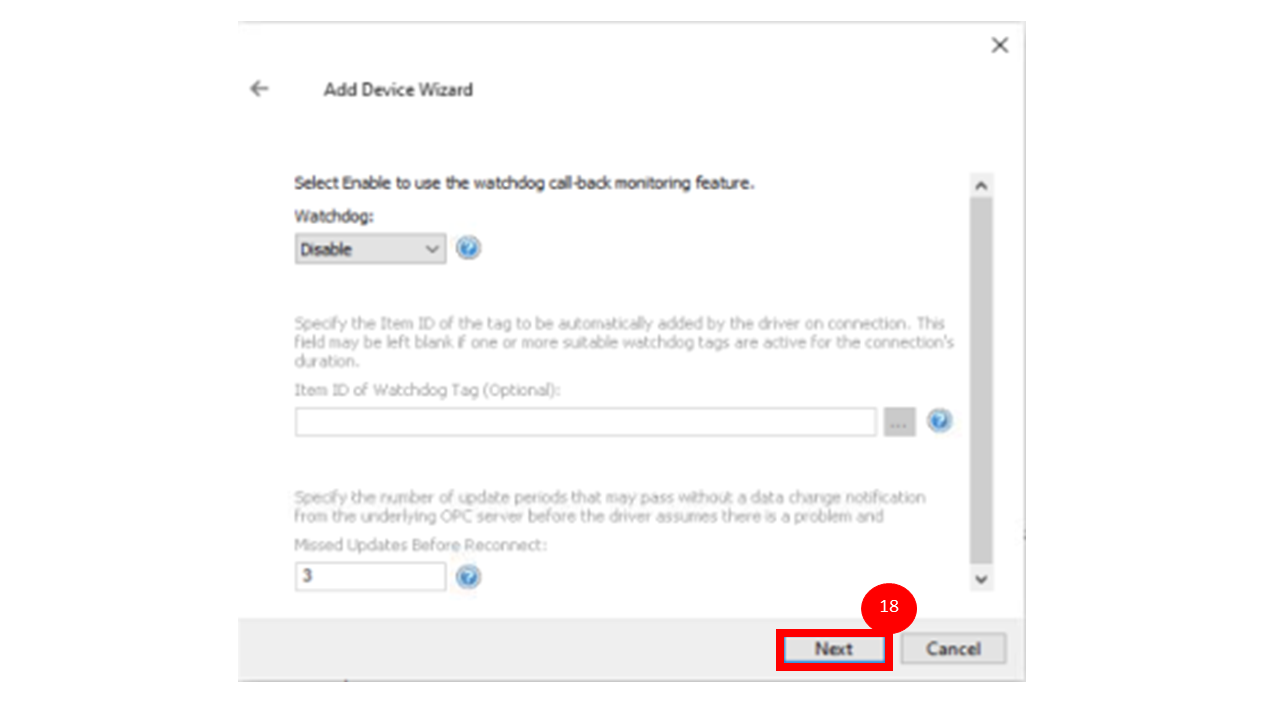 Add Device Wizard
Select Enable to use the watchdog call-back monitoring feature.
Watchdog:
Disable
Specify the Item ID of the tag to be automatically added by the driver on connection. This
field may be left blank if one or more suitable watchdog tags are active for the connection's
duration.
Item ID of Watchdog Tag (Optional):
...
Specify the number of update periods that may pass without a data change notification
from the underlying OPC server before the driver assumes there is a problem and
Missed Updates Before Reconnect:
3
18
Next
Cancel